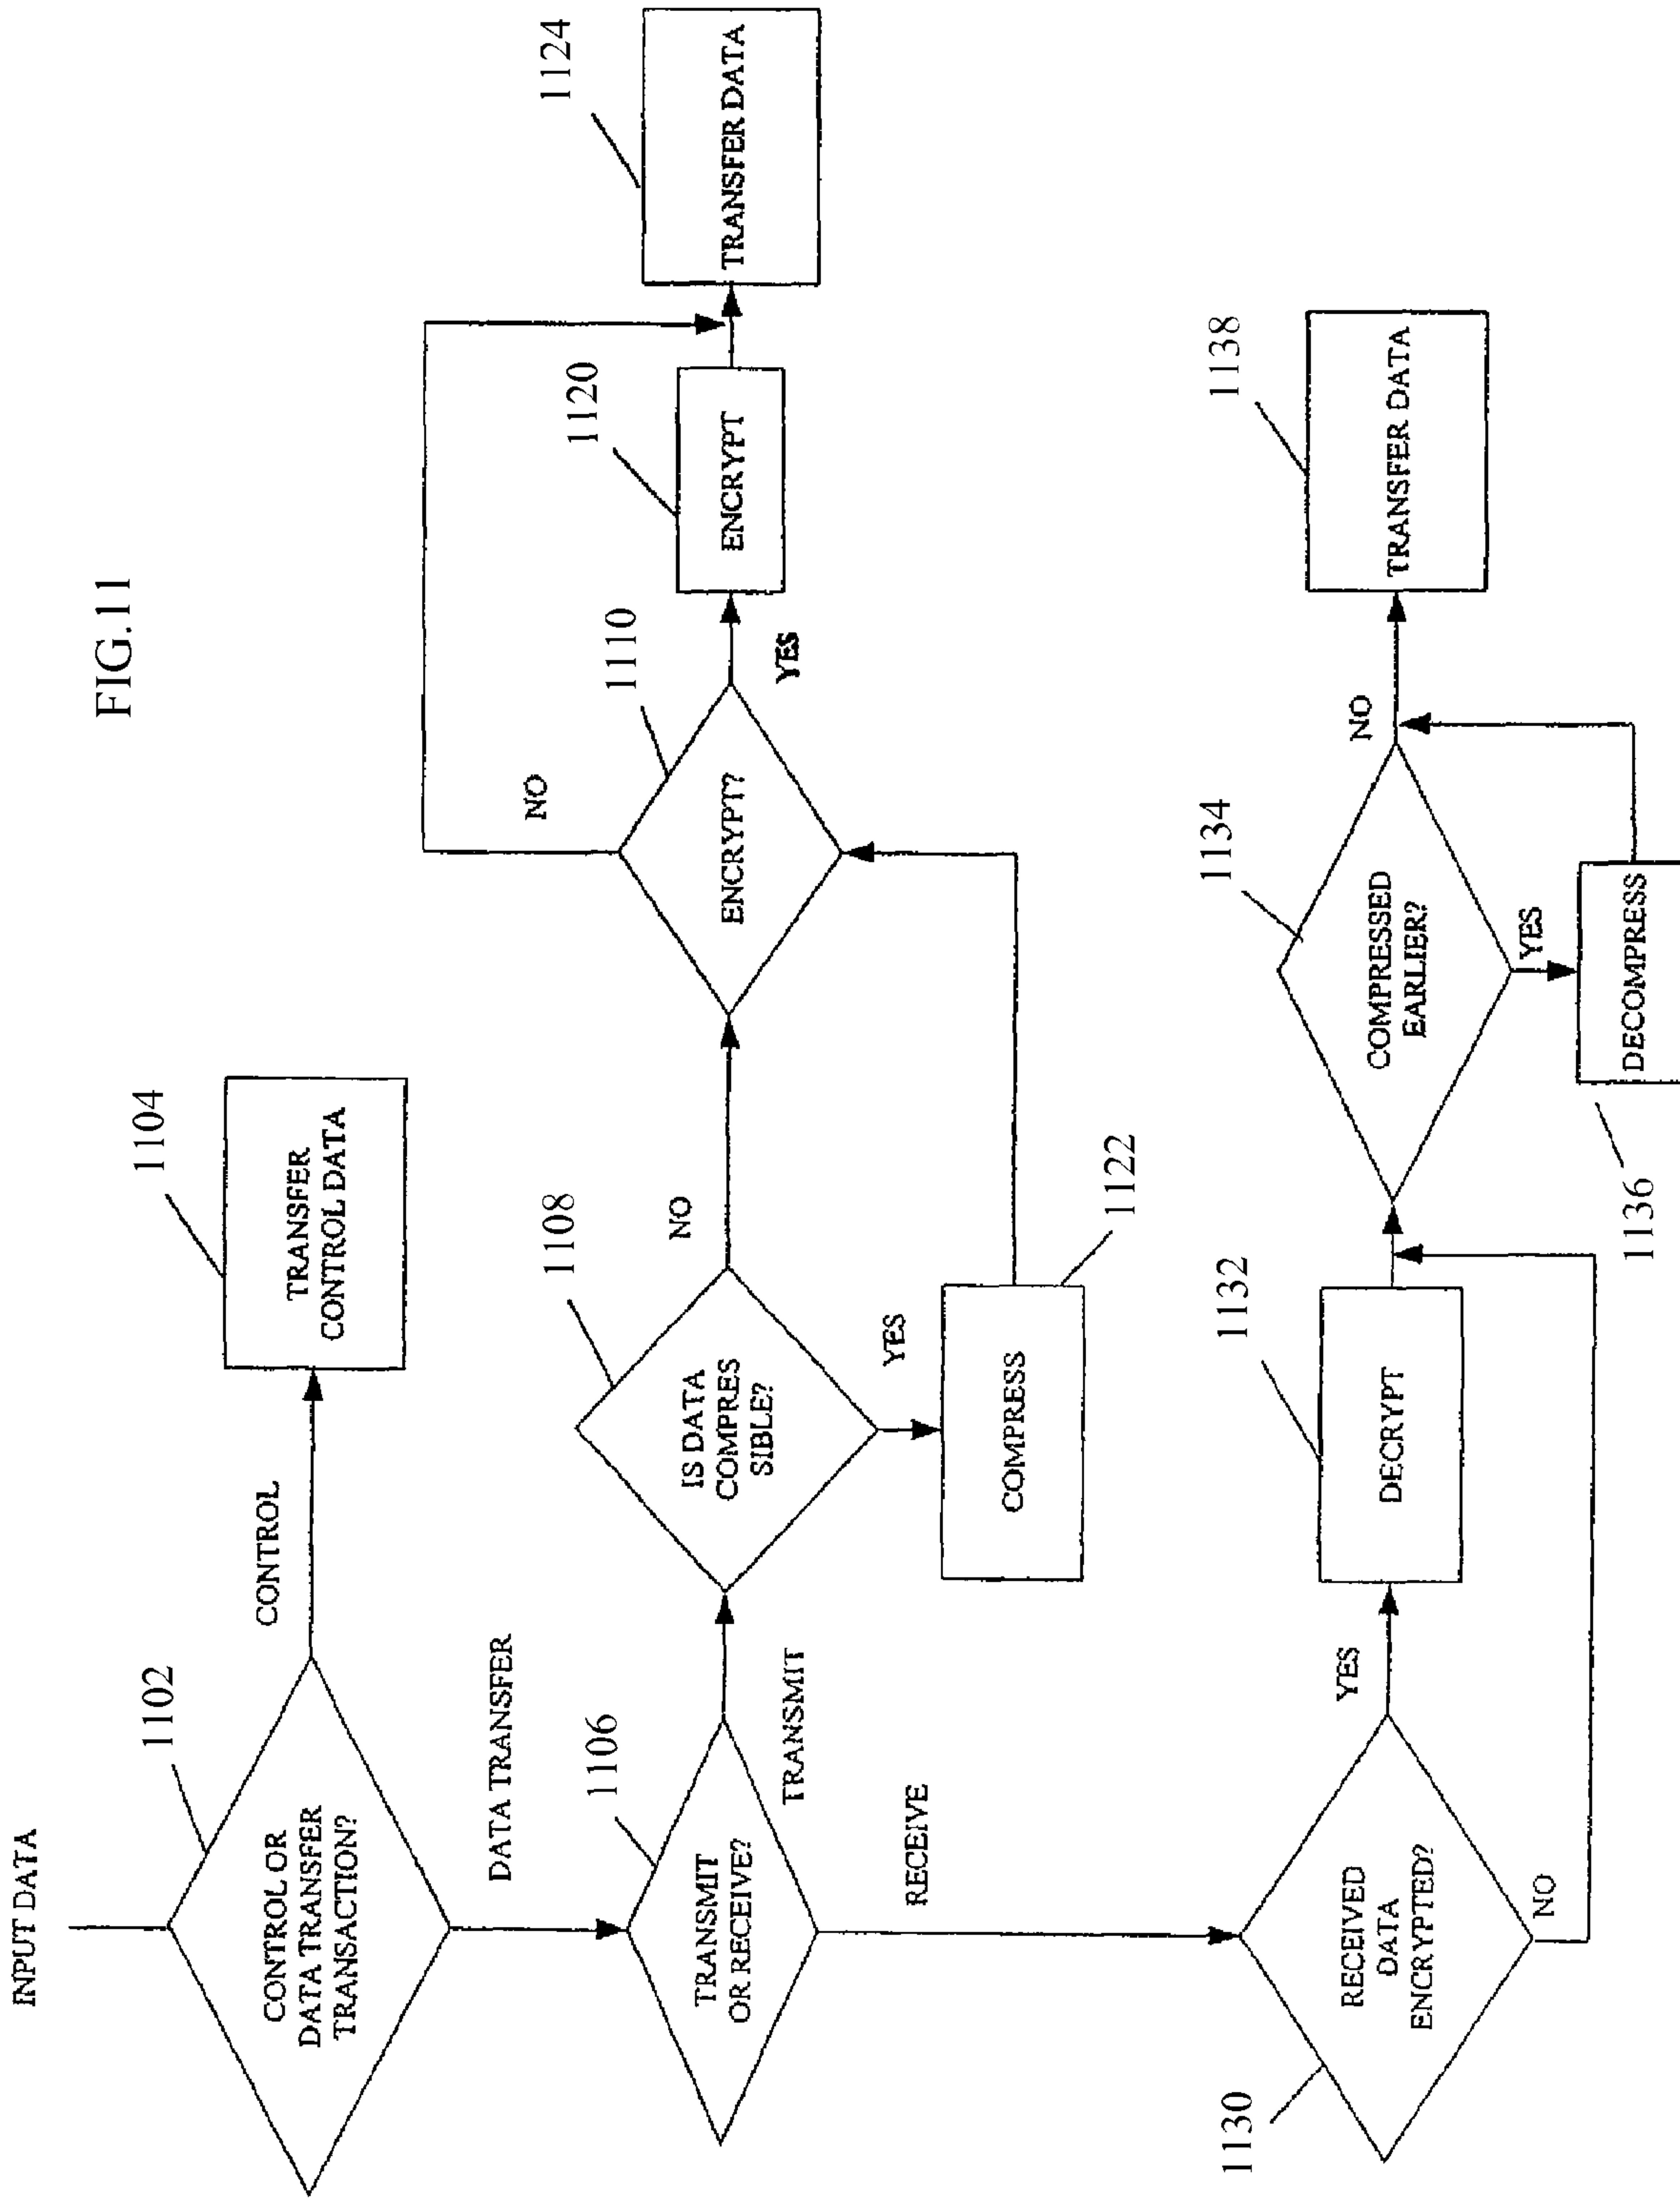 FIG.11
INPUT DATA
1102
CONTROL OR
DATA TRANSFER
TRANSACTION?
CONTROL
1104
TRANSFER
CONTROL DATA
DATA TRANSFER
1106
TRANSMIT
OR RECEIVE?
TRANSMIT
1108
IS DATA
COMPRES
SIBLE?
NO
YES
COMPRESS
1122
1110
ENCRYPT?
NO
YES
1120
ENCRYPT
1124
TRANSFER DATA
RECEIVE
1130
RECEIVED
DATA
ENCRYPTED?
YES
NO
1132
DECRYPT
1134
COMPRESSED
EARLIER?
NO
YES
1136
DECOMPRESS
1138
TRANSFER DATA